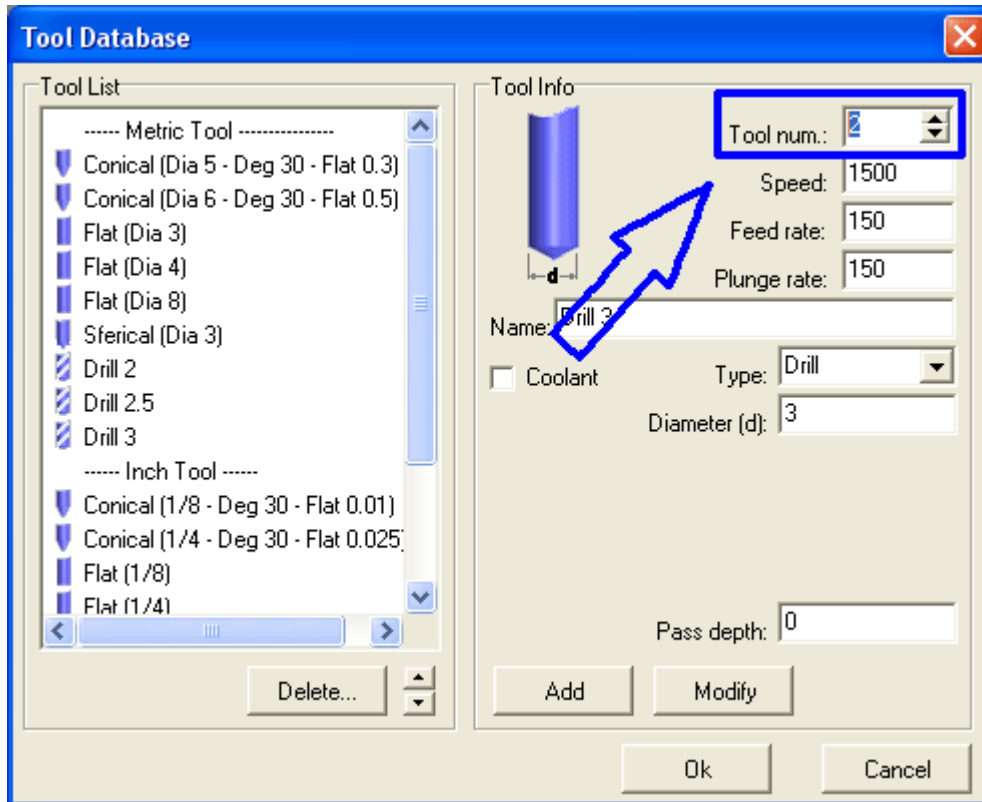 Tool Database
Tool List
------ Metric Tool ----------------
Conical (Dia 5 - Deg 30 - Flat 0.3)
Conical (Dia 6 - Deg 30 - Flat 0.5)
Flat (Dia 3)
Flat (Dia 4)
Flat (Dia 8)
Sferical (Dia 3)
Drill 2
Drill 2.5
Drill 3
------ Inch Tool ------
Conical (1/8 - Deg 30 - Flat 0.01)
Conical (1/4 - Deg 30 - Flat 0.025)
Flat (1/8)
Flat (1/4)
Delete...
Tool Info
d
Tool num.: 2
Speed: 1500
Feed rate: 150
Plunge rate: 150
Name: Drill 3
Coolant
Type: Drill
Diameter (d): 3
Pass depth: 0
Add Modify
Ok Cancel